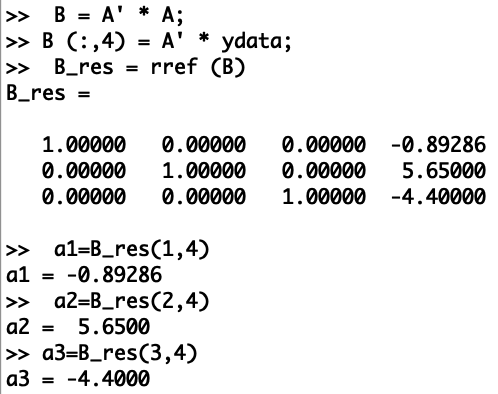 >>  B = A' * A;
>> B (:,4) = A' * ydata;
>>  B_res = rref (B)
B_res =
1.00000   0.00000   0.00000  -0.89286
0.00000   1.00000   0.00000   5.65000
0.00000   0.00000   1.00000  -4.40000
>>  a1=B_res(1,4)
a1 = -0.89286
>>  a2=B_res(2,4)
a2 =  5.6500
>> a3=B_res(3,4)
a3 = -4.4000